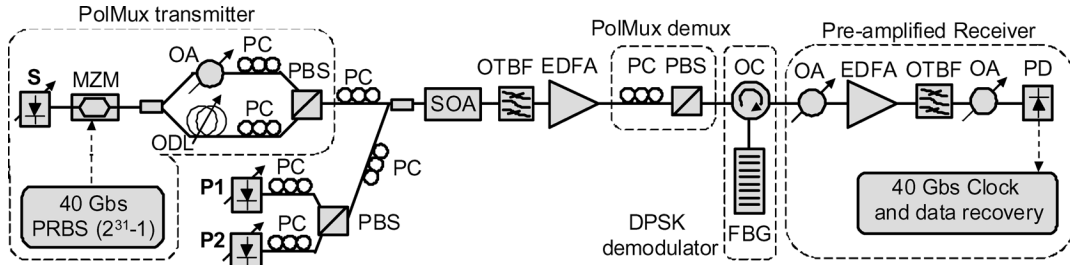 PolMux transmitter
S
MZM
OA
PC
PBS
PC
ODL
PC
40 Gbs
PRBS (2³¹-1)
P1
PC
P2
PC
PBS
PC
SOA
OTBF
EDFA
PolMux demux
PC
PBS
OC
DPSK
demodulator
FBG
Pre-amplified Receiver
OA
EDFA
OTBF
OA
PD
40 Gbs Clock
and data recovery